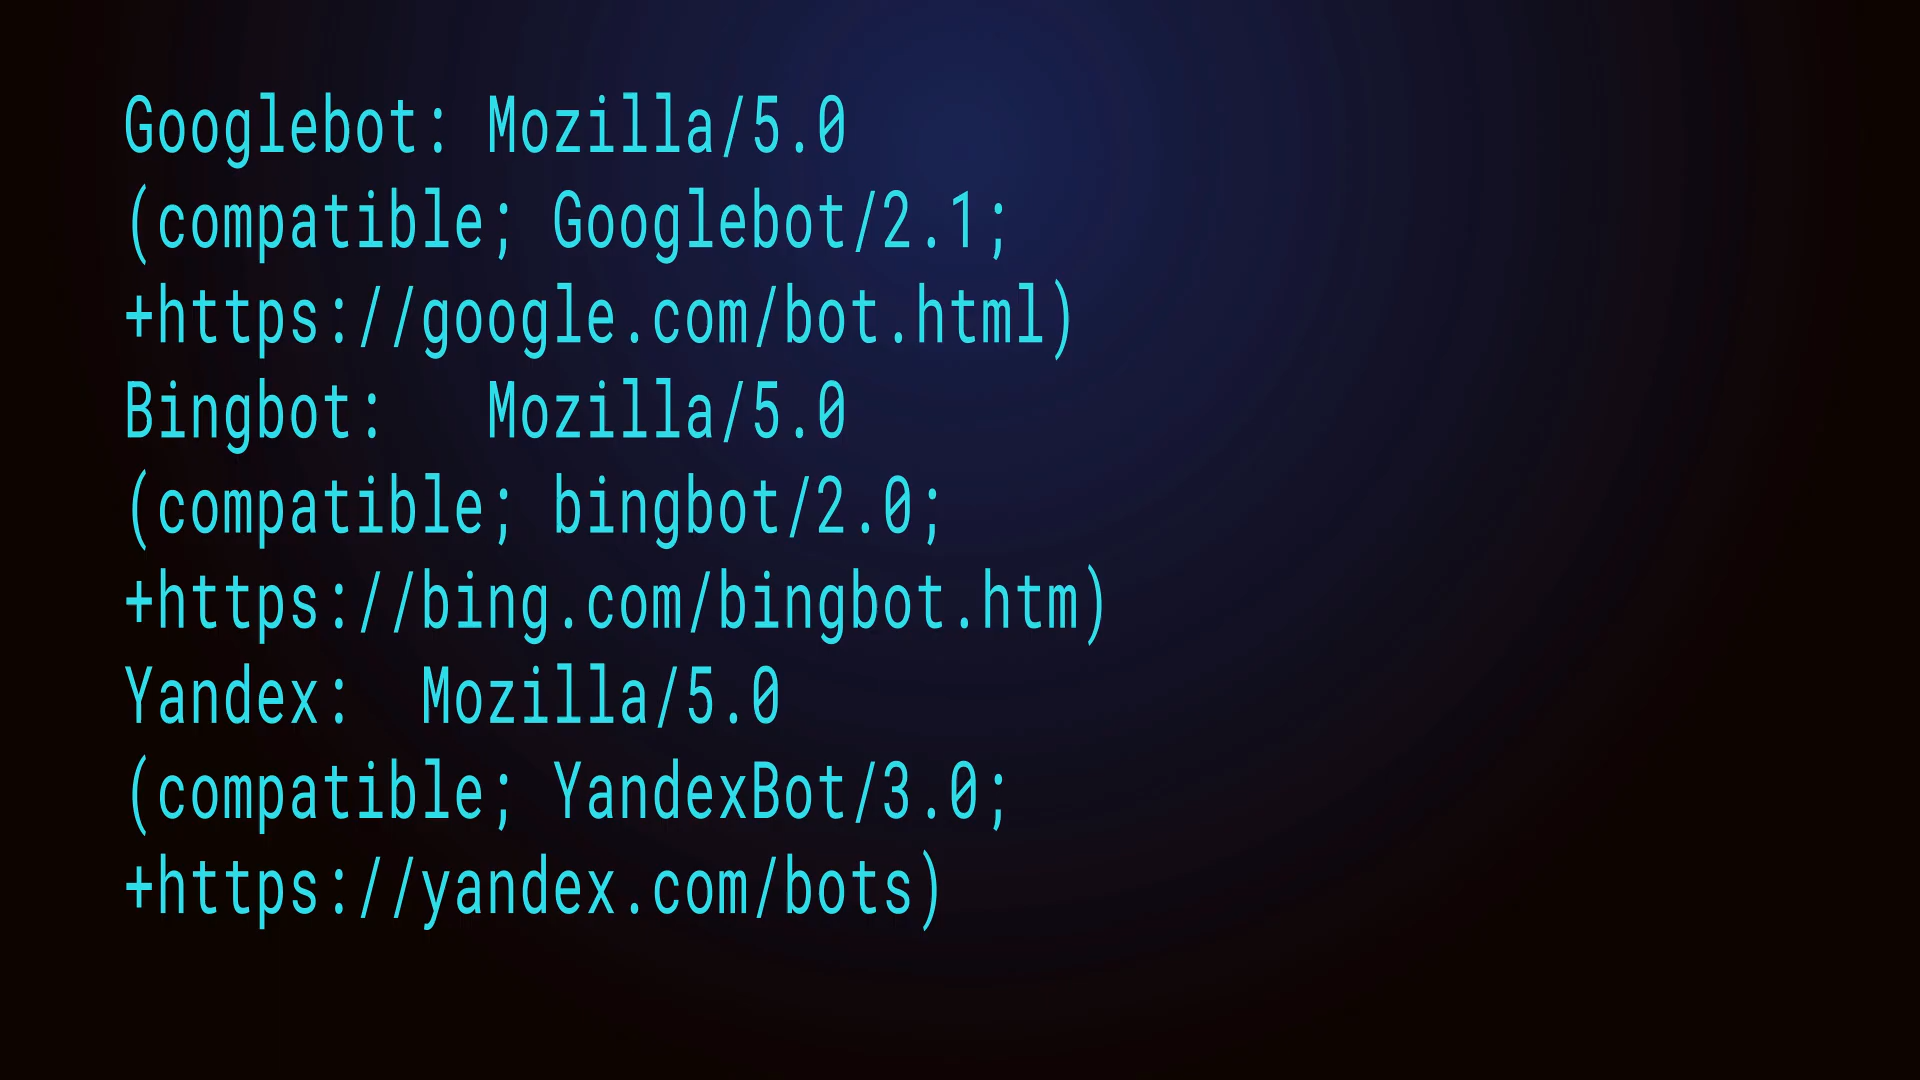 Googlebot: Mozilla/5.0
(compatible; Googlebot/2.1;
+https://google.com/bot.html)
Bingbot:   Mozilla/5.0
(compatible; bingbot/2.0;
+https://bing.com/bingbot.htm)
Yandex:  Mozilla/5.0
(compatible; YandexBot/3.0;
+https://yandex.com/bots)